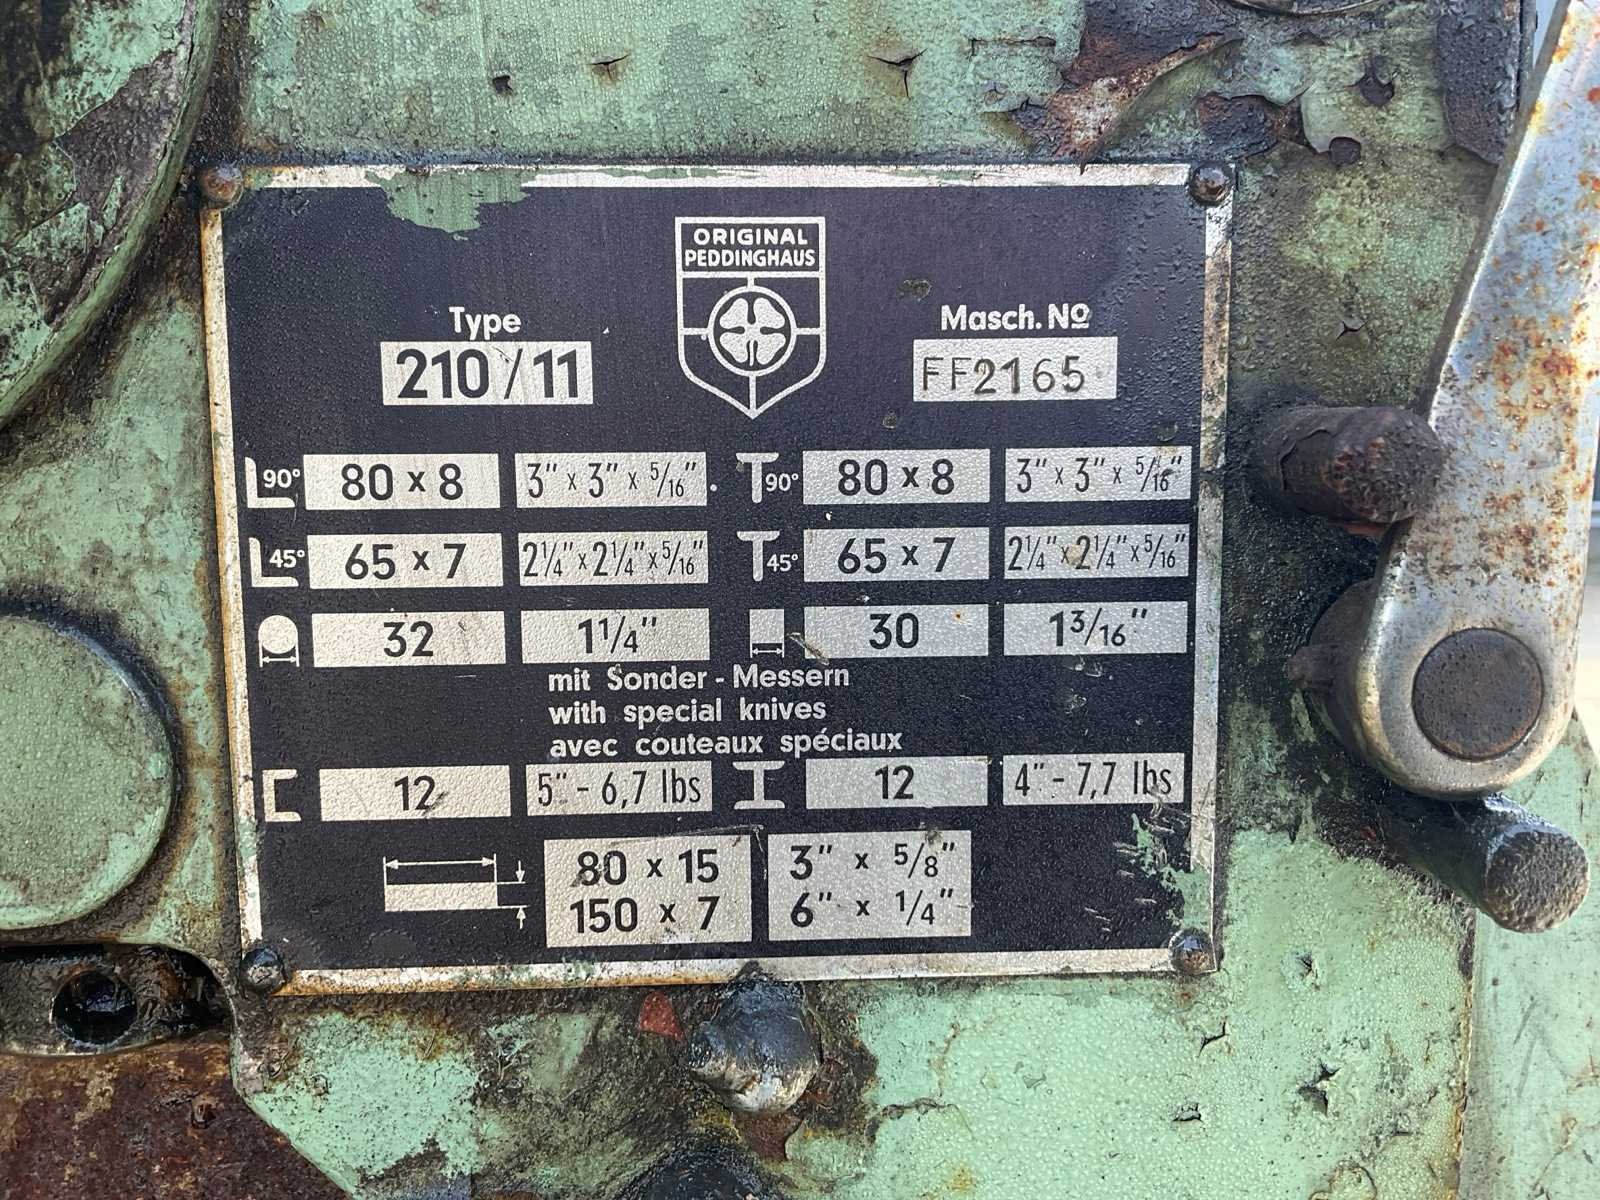 ORIGINAL
PEDDINGHAUS
Type
210/11
Masch. Nº
FF2165
90° 80 x 8 3" x 3" x 5/16" 90° 80 x 8 3" x 3" x 5/16"
45° 65 x 7 2 1/4" x 2 1/4" x 5/16" 45° 65 x 7 2 1/4" x 2 1/4" x 5/16"
32 1 1/4" 30 1 3/16"
mit Sonder-Messern
with special knives
avec couteaux spéciaux
12 5" - 6,7 lbs 12 4" - 7,7 lbs
80 x 15 3" x 5/8"
150 x 7 6" x 1/4"